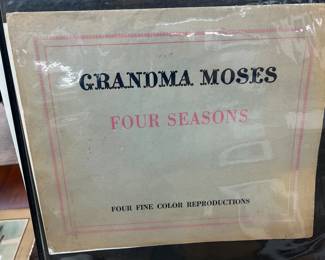 GRANDMA MOSES
FOUR SEASONS
FOUR FINE COLOR REPRODUCTIONS